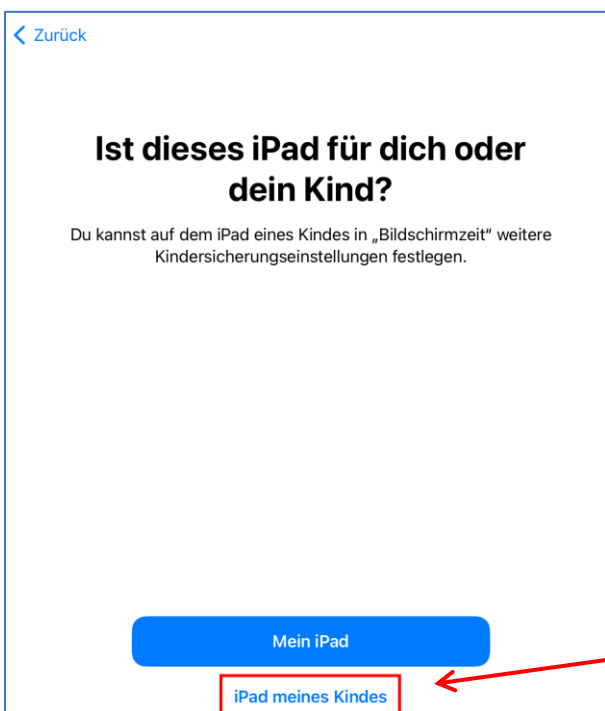 Zurück
Ist dieses iPad für dich oder
dein Kind?
Du kannst auf dem iPad eines Kindes in „Bildschirmzeit" weitere
Kindersicherungseinstellungen festlegen.
Mein iPad
iPad meines Kindes